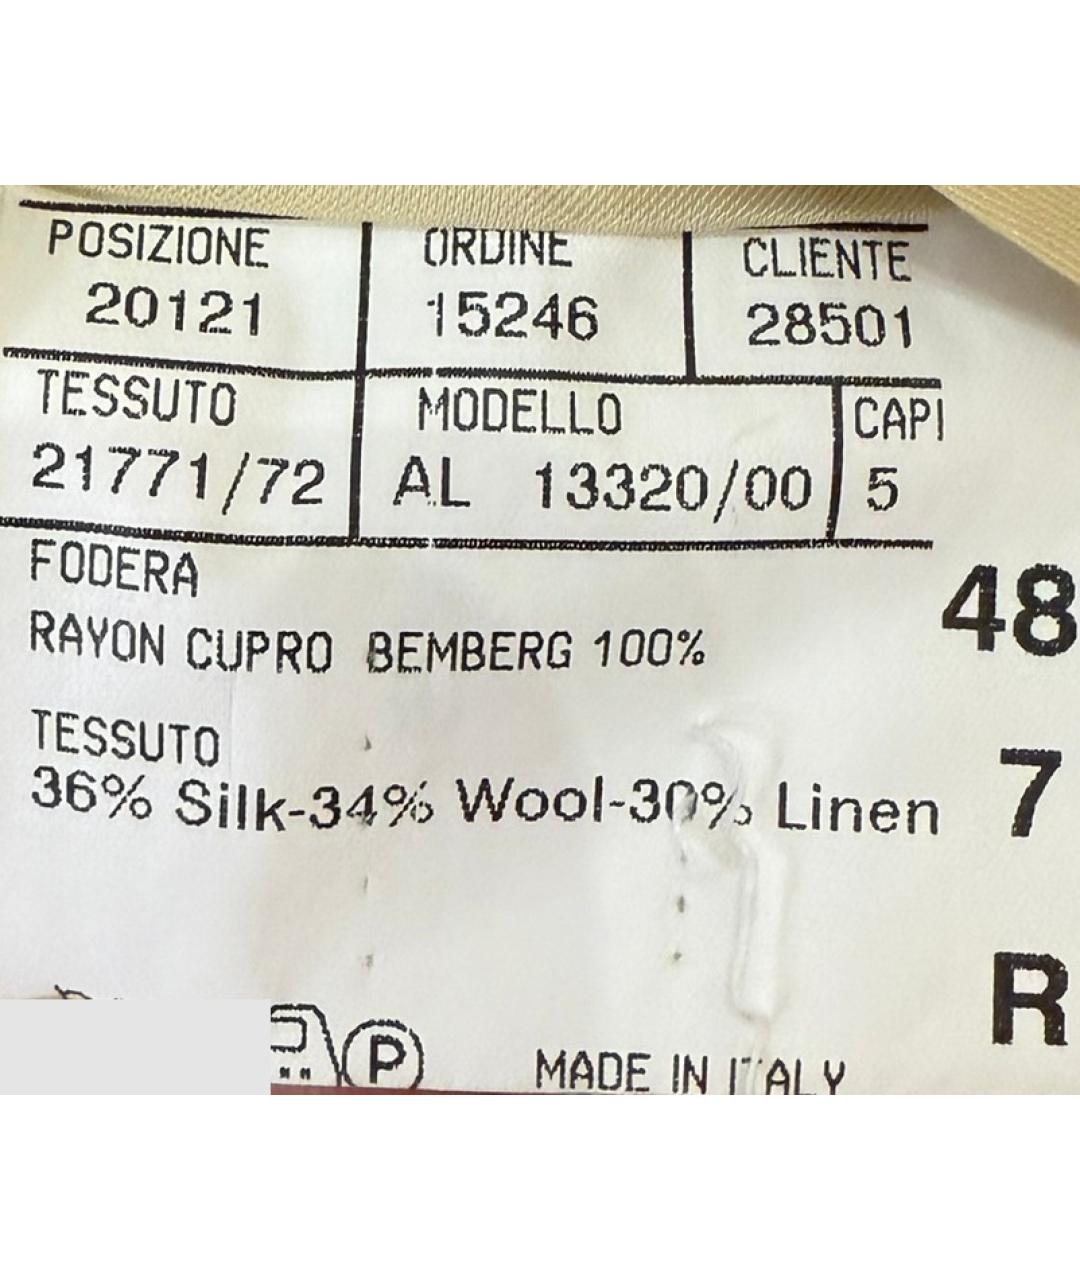 POSIZIONE ORDINE CLIENTE
20121 15246 28501
TESSUTO MODELLO CAPI
21771/72 AL 13320/00 5
FODERA
48
RAYON CUPRO BEMBERG 100%
TESSUTO
7
36% Silk-34% Wool-30% Linen
R
P
MADE IN ITALY